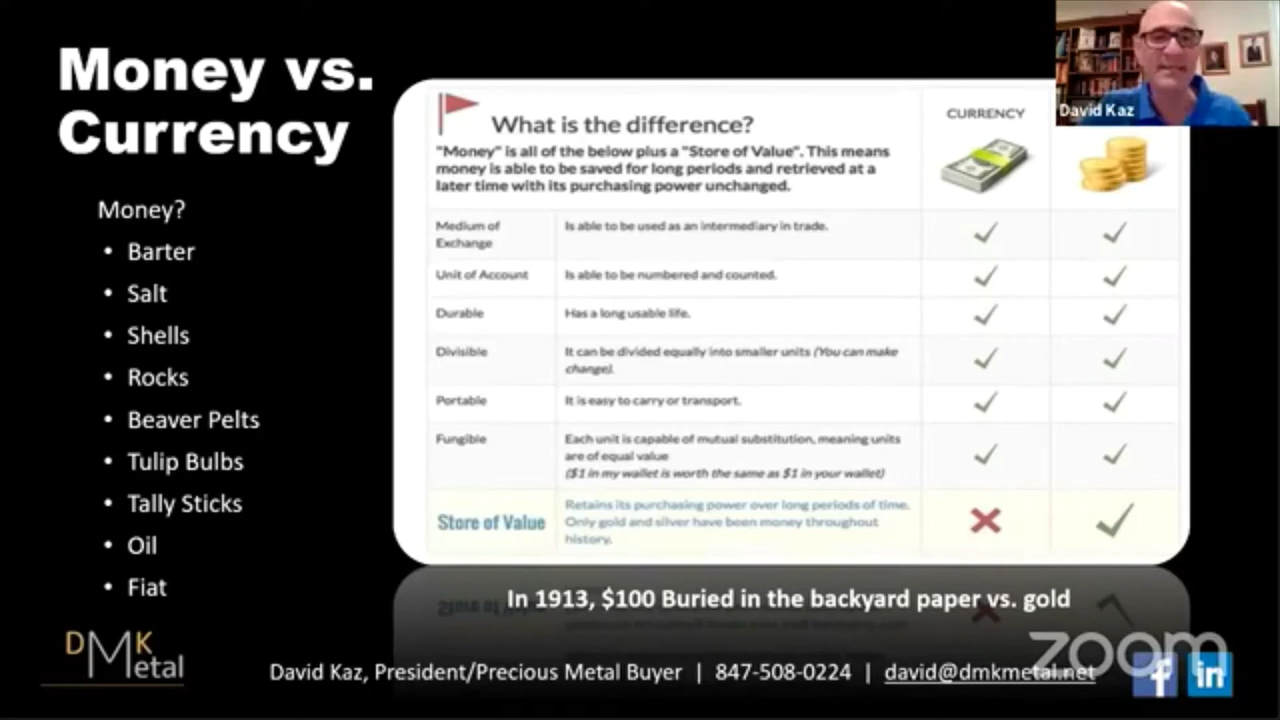 Money vs.
Currency
Money?
• Barter
• Salt
• Shells
• Rocks
• Beaver Pelts
• Tulip Bulbs
• Tally Sticks
• Oil
• Fiat
What is the difference?
"Money" is all of the below plus a "Store of Value". This means
money is able to be saved for long periods and retrieved at a
later time with its purchasing power unchanged.
CURRENCY
Medium of
Exchange
Is able to be used as an intermediary in trade.
Unit of Account
Is able to be numbered and counted.
Durable
Has a long usable life.
Divisible
It can be divided equally into smaller units (You can make
change).
Portable
It is easy to carry or transport.
Fungible
Each unit is capable of mutual substitution, meaning units
are of equal value
($1 in my wallet is worth the same as $1 in your wallet)
Store of Value
Retains its purchasing power over long periods of time.
Only gold and silver have been money throughout
history.
In 1913, $100 Buried in the backyard paper vs. gold
DMK
Metal
David Kaz, President/Precious Metal Buyer | 847-508-0224 | david@dmkmetal.net
David Kaz
zoom
f
in